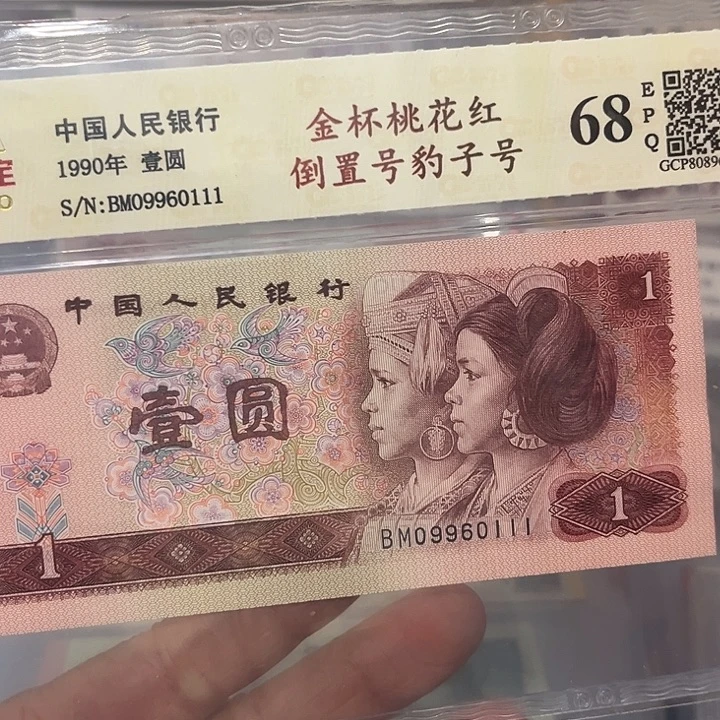 中国人民银行
1990年 壹圆
S/N:BM09960111
金杯桃花红
倒置号豹子号
68
EPQ
定
中国人民银行
壹圆
1
1
1
BM09960111